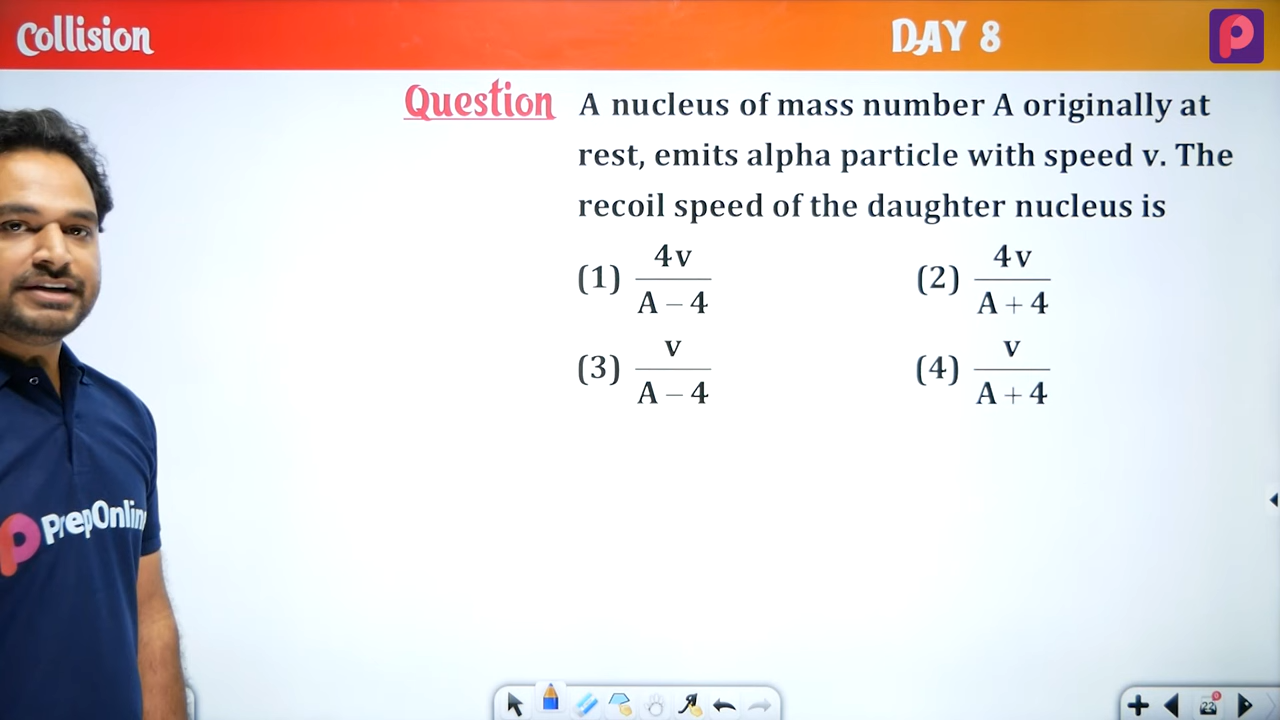 Collision
DAY 8
Question A nucleus of mass number A originally at
rest, emits alpha particle with speed v. The
recoil speed of the daughter nucleus is
(1) 4v / A – 4
(2) 4v / A + 4
(3) v / A – 4
(4) v / A + 4
PrepOnlin
22